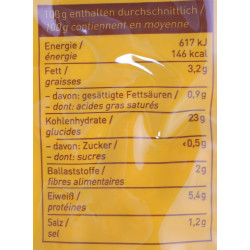 100g enthalten durchschnittlich /
100g contiennent en moyenne
Energie / 617 kJ
énergie 146 kcal
Fett / 3,2g
graisses
– davon: gesättigte Fettsäuren / 0,9g
– dont: acides gras saturés
Kohlenhydrate / 23g
glucides
– davon: Zucker / <0,5g
– dont: sucres
Ballaststoffe / 2g
fibres alimentaires
Eiweiß / 5,4g
protéines
Salz / 1,2g
sel